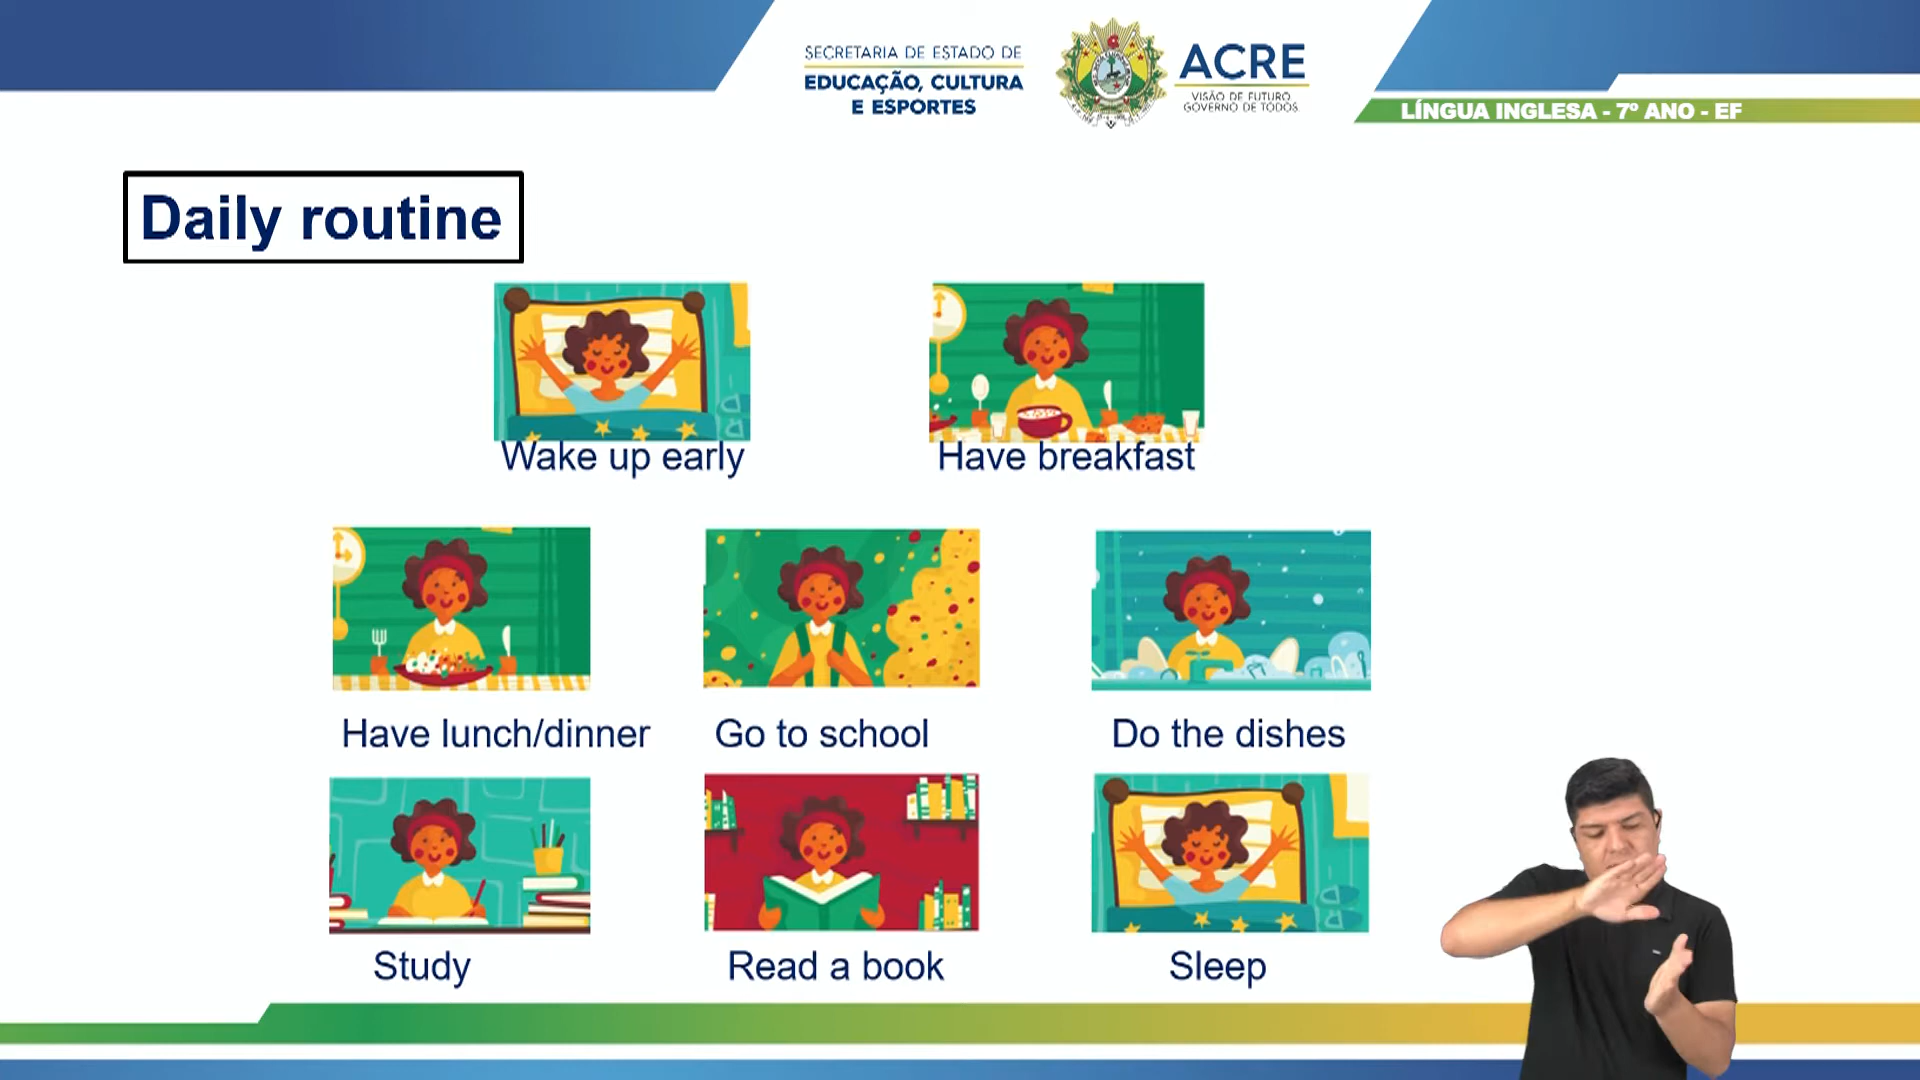 SECRETARIA DE ESTADO DE
EDUCAÇÃO, CULTURA
E ESPORTES
ACRE
VISÃO DE FUTURO
GOVERNO DE TODOS
LÍNGUA INGLESA - 7º ANO - EF
Daily routine
Wake up early
Have breakfast
Have lunch/dinner
Go to school
Do the dishes
Study
Read a book
Sleep